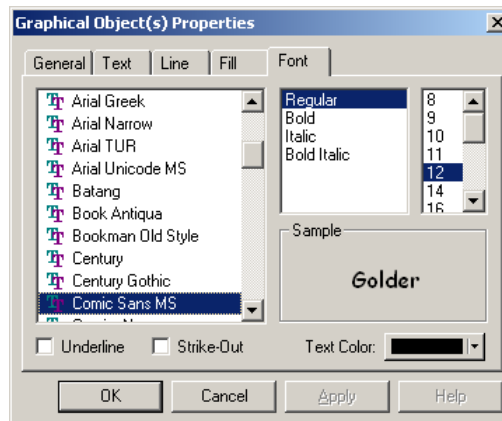 Graphical Object(s) Properties
General Text Line Fill Font
Arial Greek
Arial Narrow
Arial TUR
Arial Unicode MS
Batang
Book Antiqua
Bookman Old Style
Century
Century Gothic
Comic Sans MS
Regular
Bold
Italic
Bold Italic
8
9
10
11
12
14
16
Sample
Golder
Underline Strike-Out Text Color:
OK Cancel Apply Help